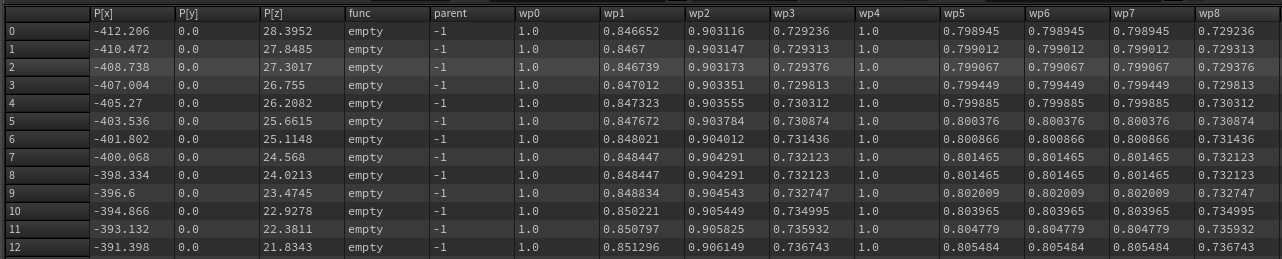 P[x] P[y] P[z] func parent wp0 wp1 wp2 wp3 wp4 wp5 wp6 wp7 wp8
0 -412.206 0.0 28.3952 empty -1 1.0 0.846652 0.903116 0.729236 1.0 0.798945 0.798945 0.798945 0.729236
1 -410.472 0.0 27.8485 empty -1 1.0 0.8467 0.903147 0.729313 1.0 0.799012 0.799012 0.799012 0.729313
2 -408.738 0.0 27.3017 empty -1 1.0 0.846739 0.903173 0.729376 1.0 0.799067 0.799067 0.799067 0.729376
3 -407.004 0.0 26.755 empty -1 1.0 0.847012 0.903351 0.729813 1.0 0.799449 0.799449 0.799449 0.729813
4 -405.27 0.0 26.2082 empty -1 1.0 0.847323 0.903555 0.730312 1.0 0.799885 0.799885 0.799885 0.730312
5 -403.536 0.0 25.6615 empty -1 1.0 0.847672 0.903784 0.730874 1.0 0.800376 0.800376 0.800376 0.730874
6 -401.802 0.0 25.1148 empty -1 1.0 0.848021 0.904012 0.731436 1.0 0.800866 0.800866 0.800866 0.731436
7 -400.068 0.0 24.568 empty -1 1.0 0.848447 0.904291 0.732123 1.0 0.801465 0.801465 0.801465 0.732123
8 -398.334 0.0 24.0213 empty -1 1.0 0.848447 0.904291 0.732123 1.0 0.801465 0.801465 0.801465 0.732123
9 -396.6 0.0 23.4745 empty -1 1.0 0.848834 0.904543 0.732747 1.0 0.802009 0.802009 0.802009 0.732747
10 -394.866 0.0 22.9278 empty -1 1.0 0.850221 0.905449 0.734995 1.0 0.803965 0.803965 0.803965 0.734995
11 -393.132 0.0 22.3811 empty -1 1.0 0.850797 0.905825 0.735932 1.0 0.804779 0.804779 0.804779 0.735932
12 -391.398 0.0 21.8343 empty -1 1.0 0.851296 0.906149 0.736743 1.0 0.805484 0.805484 0.805484 0.736743